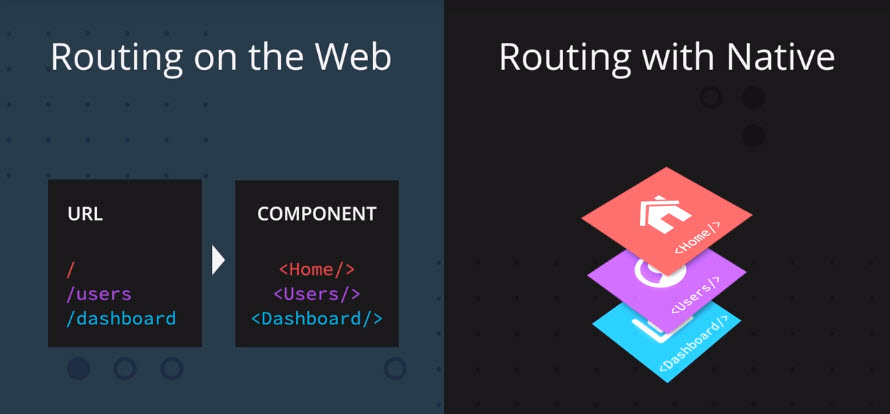 Routing on the Web
URL
/
/users
/dashboard
COMPONENT
<Home/>
<Users/>
<Dashboard/>
Routing with Native
<Home/>
<Users/>
<Dashboard/>